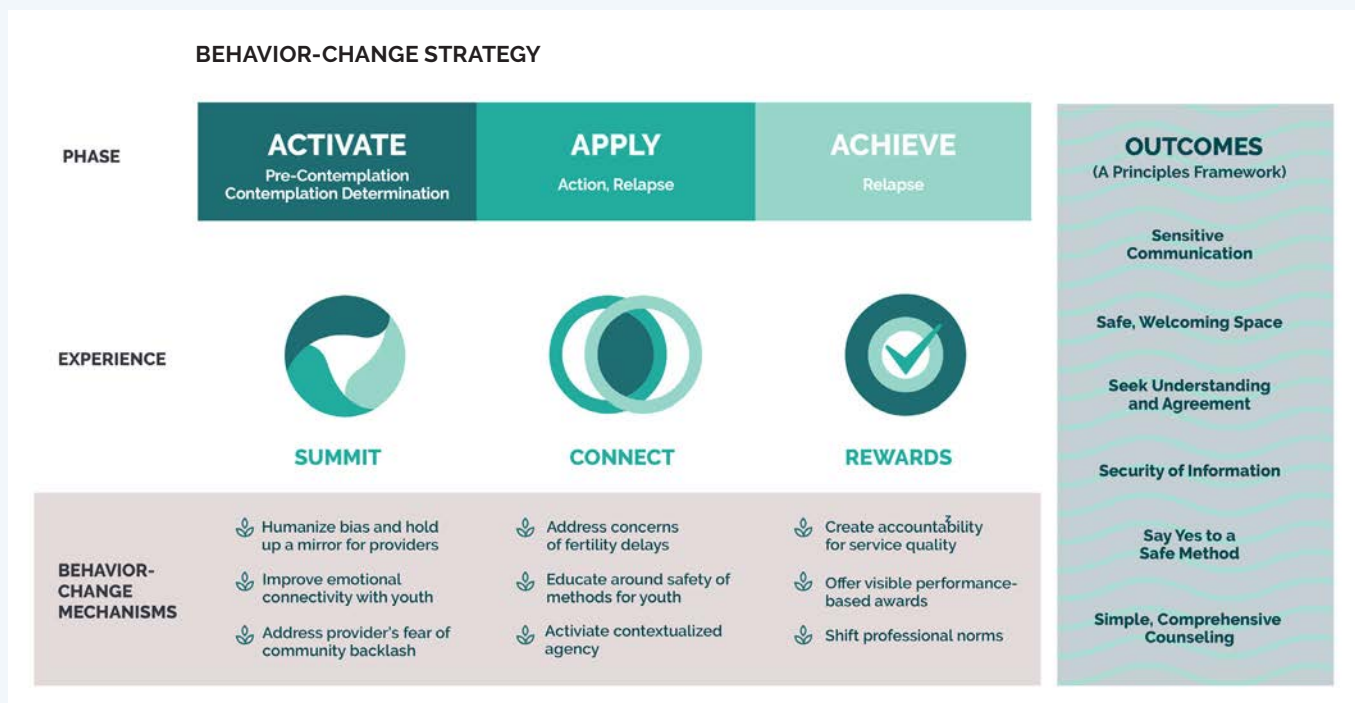 BEHAVIOR-CHANGE STRATEGY
PHASE
ACTIVATE
Pre-Contemplation
Contemplation Determination
APPLY
Action, Relapse
ACHIEVE
Relapse
EXPERIENCE
SUMMIT
CONNECT
REWARDS
BEHAVIOR-
CHANGE
MECHANISMS
Humanize bias and hold
up a mirror for providers
Improve emotional
connectivity with youth
Address provider's fear of
community backlash
Address concerns
of fertility delays
Educate around safety of
methods for youth
Activiate contextualized
agency
z
Create accountability
for service quality
Offer visible performance-
based awards
Shift professional norms
OUTCOMES
(A Principles Framework)
Sensitive
Communication
Safe, Welcoming Space
Seek Understanding
and Agreement
Security of Information
Say Yes to a
Safe Method
Simple, Comprehensive
Counseling